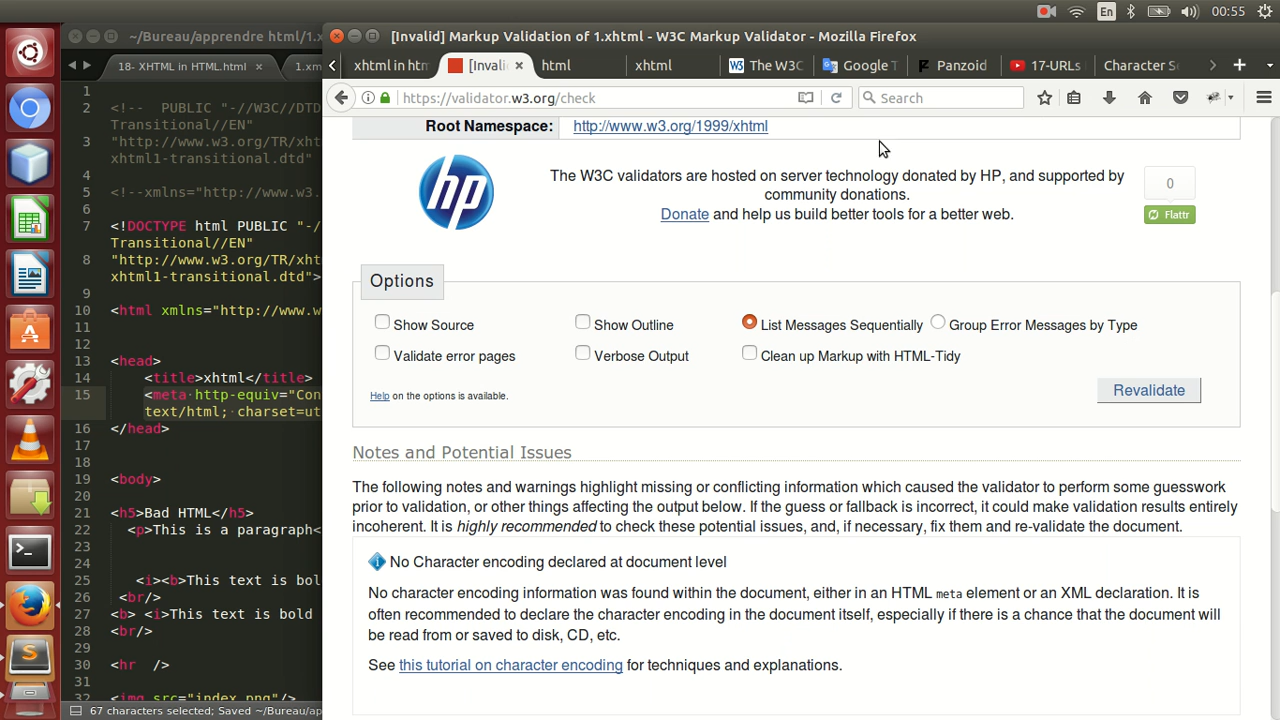 En
00:55
~/Bureau/apprendre html/1.x
[Invalid] Markup Validation of 1.xhtml - W3C Markup Validator - Mozilla Firefox
18- XHTML in HTML.html ×
1.xm
xhtml in htm
[Invali ×
html
xhtml
W3C The W3C
Google T
Panzoid
17-URLs
Character Se
https://validator.w3.org/check
Search
1
2 <!-- PUBLIC "-//W3C//DTD
Transitional//EN"
3 "http://www.w3.org/TR/xht
xhtml1-transitional.dtd"
4
5 <!--xmlns="http://www.w3.
6
7 <!DOCTYPE html PUBLIC "-/
Transitional//EN"
8 "http://www.w3.org/TR/xht
xhtml1-transitional.dtd">
9
10 <html xmlns="http://www.w
11
12
13 <head>
14 <title>xhtml</title>
15 <meta http-equiv="Con
text/html; charset=ut
16 </head>
17
18
19 <body>
20
21 <h5>Bad HTML</h5>
22 <p>This is a paragraph<
23
24
25 <i><b>This text is bol
26 <br/>
27 <b> <i>This text is bold
28 <br/>
29
30 <hr />
31
32 <img src="index.png"/>
67 characters selected; Saved ~/Bureau/ap
Root Namespace: http://www.w3.org/1999/xhtml
hp
The W3C validators are hosted on server technology donated by HP, and supported by
community donations.
Donate and help us build better tools for a better web.
0
Flattr
Options
Show Source
Show Outline
List Messages Sequentially
Group Error Messages by Type
Validate error pages
Verbose Output
Clean up Markup with HTML-Tidy
Help on the options is available.
Revalidate
Notes and Potential Issues
The following notes and warnings highlight missing or conflicting information which caused the validator to perform some guesswork
prior to validation, or other things affecting the output below. If the guess or fallback is incorrect, it could make validation results entirely
incoherent. It is highly recommended to check these potential issues, and, if necessary, fix them and re-validate the document.
No Character encoding declared at document level
No character encoding information was found within the document, either in an HTML meta element or an XML declaration. It is
often recommended to declare the character encoding in the document itself, especially if there is a chance that the document will
be read from or saved to disk, CD, etc.
See this tutorial on character encoding for techniques and explanations.